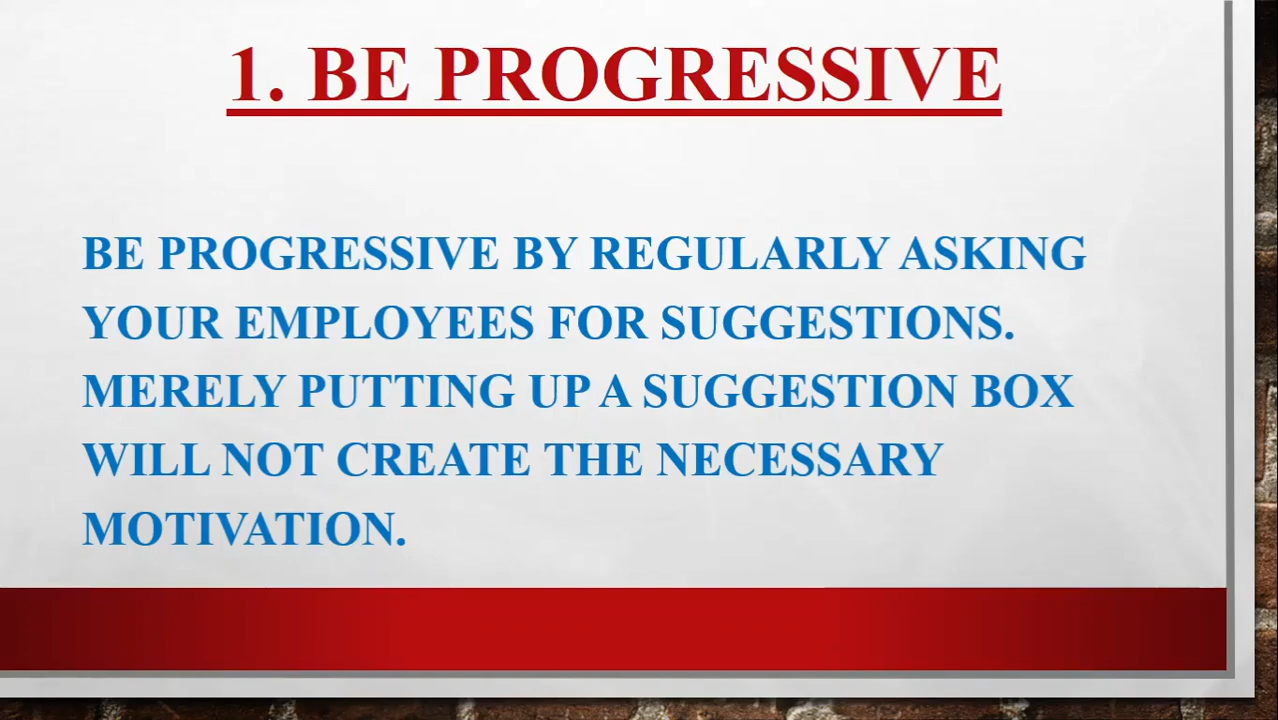 1. BE PROGRESSIVE
BE PROGRESSIVE BY REGULARLY ASKING
YOUR EMPLOYEES FOR SUGGESTIONS.
MERELY PUTTING UP A SUGGESTION BOX
WILL NOT CREATE THE NECESSARY
MOTIVATION.